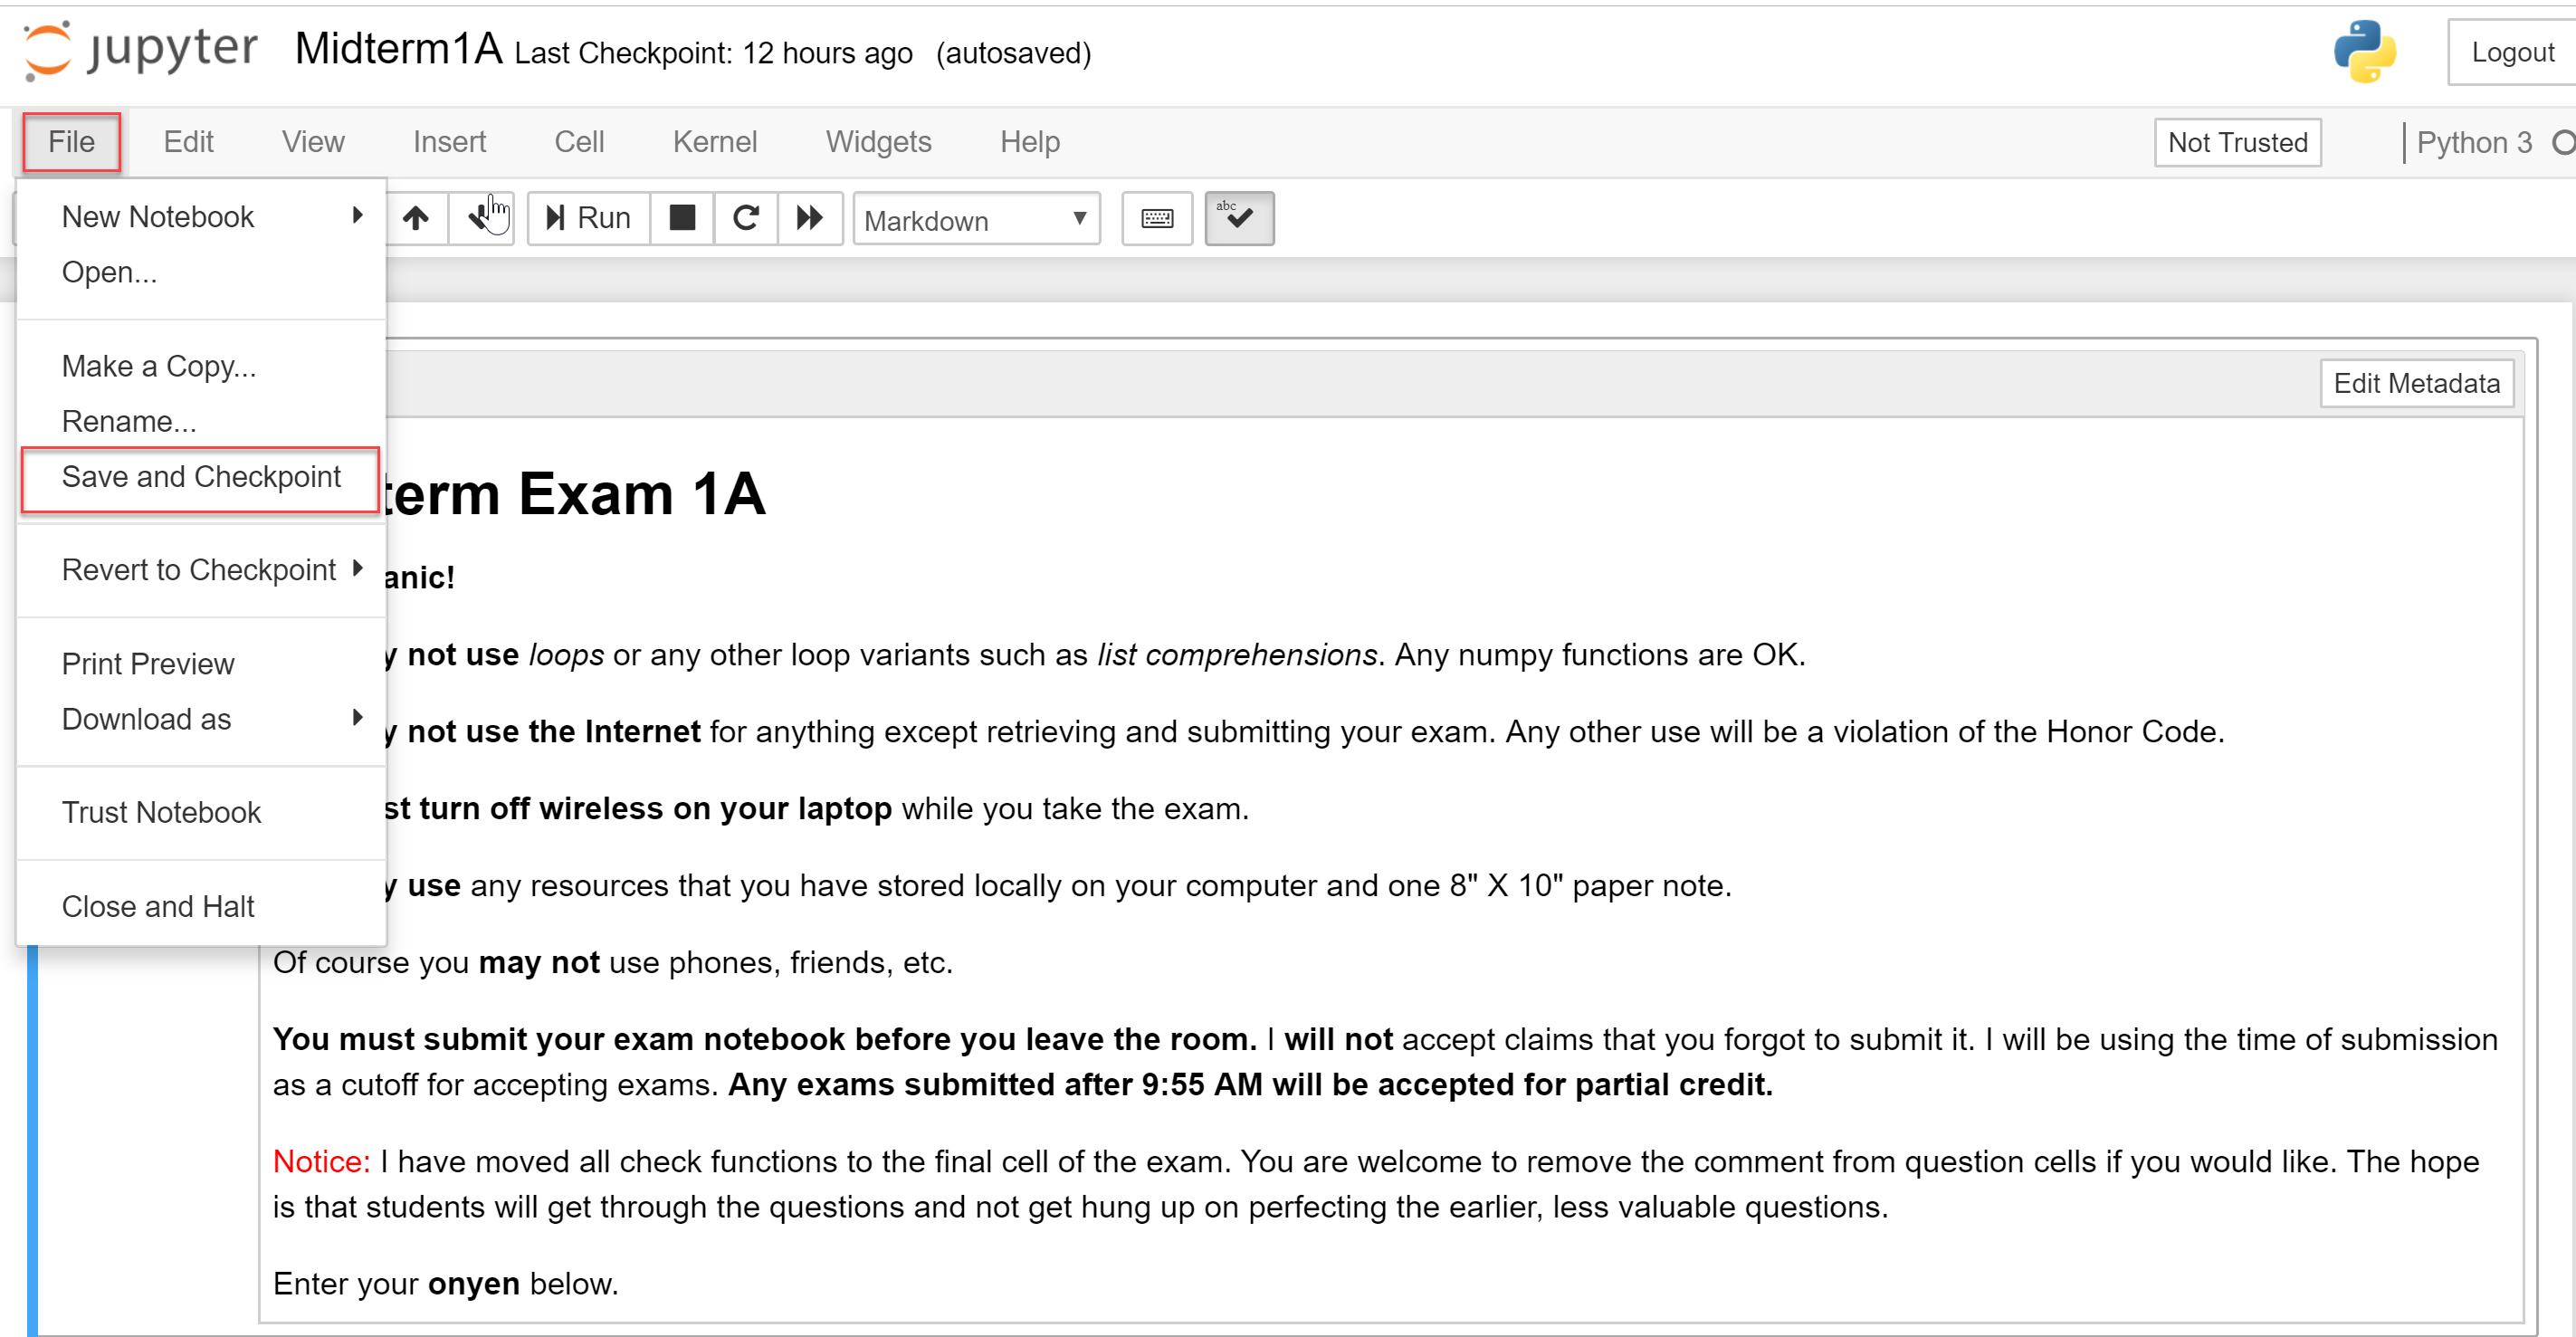 jupyter Midterm1A Last Checkpoint: 12 hours ago (autosaved)
Logout
File Edit View Insert Cell Kernel Widgets Help
Not Trusted Python 3
New Notebook
Open...
Make a Copy...
Rename...
Save and Checkpoint
Revert to Checkpoint
Print Preview
Download as
Trust Notebook
Close and Halt
Run
Markdown
abc
Edit Metadata
term Exam 1A
anic!
y not use loops or any other loop variants such as list comprehensions. Any numpy functions are OK.
y not use the Internet for anything except retrieving and submitting your exam. Any other use will be a violation of the Honor Code.
st turn off wireless on your laptop while you take the exam.
y use any resources that you have stored locally on your computer and one 8" X 10" paper note.
Of course you may not use phones, friends, etc.
You must submit your exam notebook before you leave the room. I will not accept claims that you forgot to submit it. I will be using the time of submission
as a cutoff for accepting exams. Any exams submitted after 9:55 AM will be accepted for partial credit.
Notice: I have moved all check functions to the final cell of the exam. You are welcome to remove the comment from question cells if you would like. The hope
is that students will get through the questions and not get hung up on perfecting the earlier, less valuable questions.
Enter your onyen below.